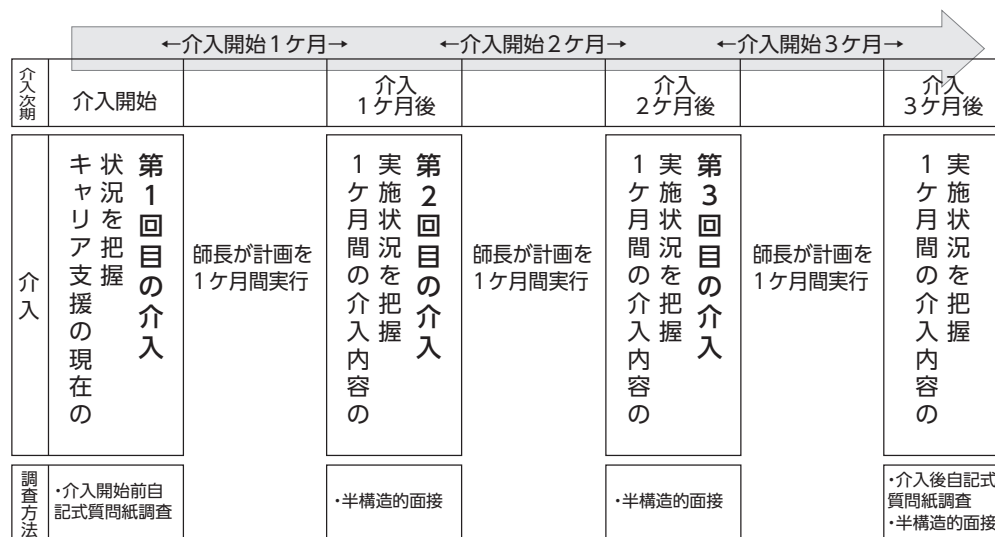 ←介入開始1ケ月→
←介入開始2ケ月→
←介入開始3ケ月→
介入次期
介入開始
介入
1ケ月後
介入
2ケ月後
介入
3ケ月後
介入
第1回目の介入
状況を把握
キャリア支援の現在の
師長が計画を
1ケ月間実行
第2回目の介入
実施状況を把握
1ケ月間の介入内容の
師長が計画を
1ケ月間実行
第3回目の介入
実施状況を把握
1ケ月間の介入内容の
師長が計画を
1ケ月間実行
実施状況を把握
1ケ月間の介入内容の
調査方法
・介入開始前自
記式質問紙調査
・半構造的面接
・半構造的面接
・介入後自記式
質問紙調査
・半構造的面接